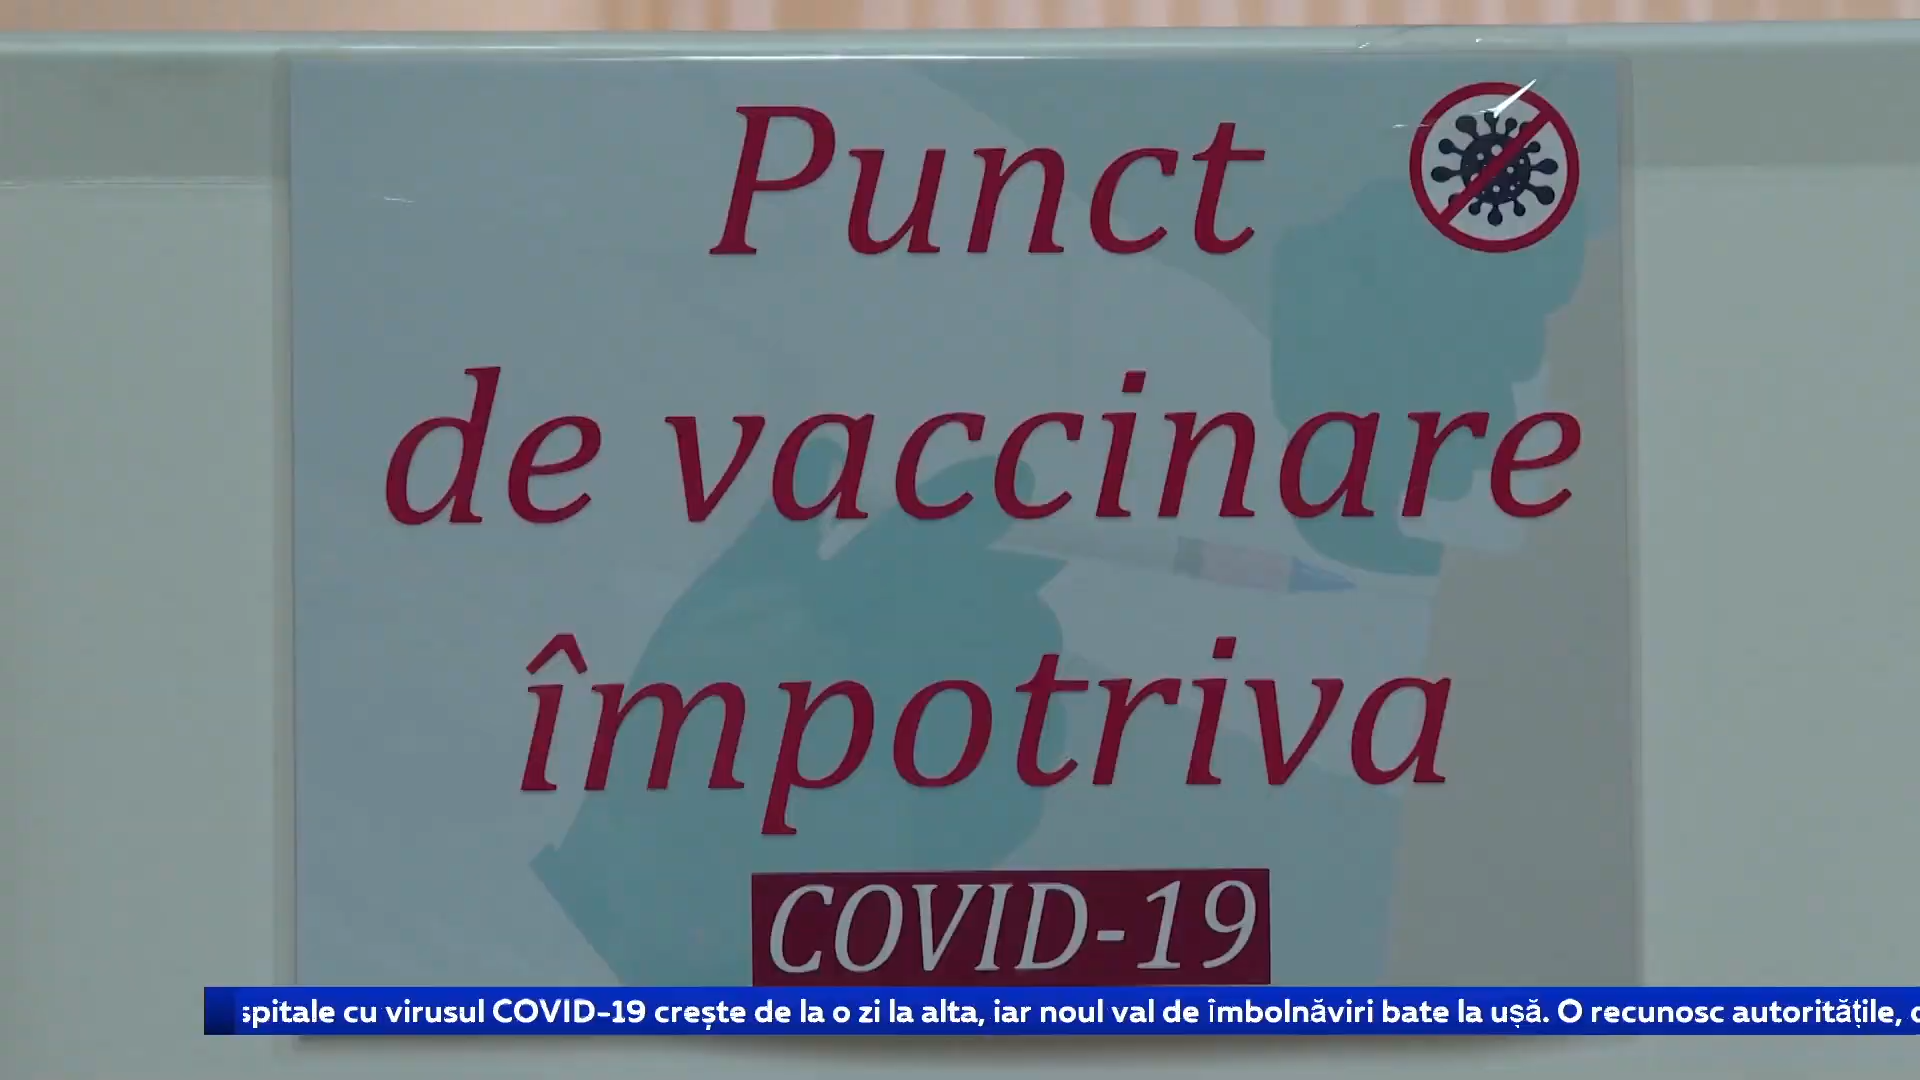 Punct
de vaccinare
împotriva
COVID-19
cu virusul COVID-19 crește de la o zi la alta, iar noul val de îmbolnăviri bate la ușă. O recunosc autoritățile,